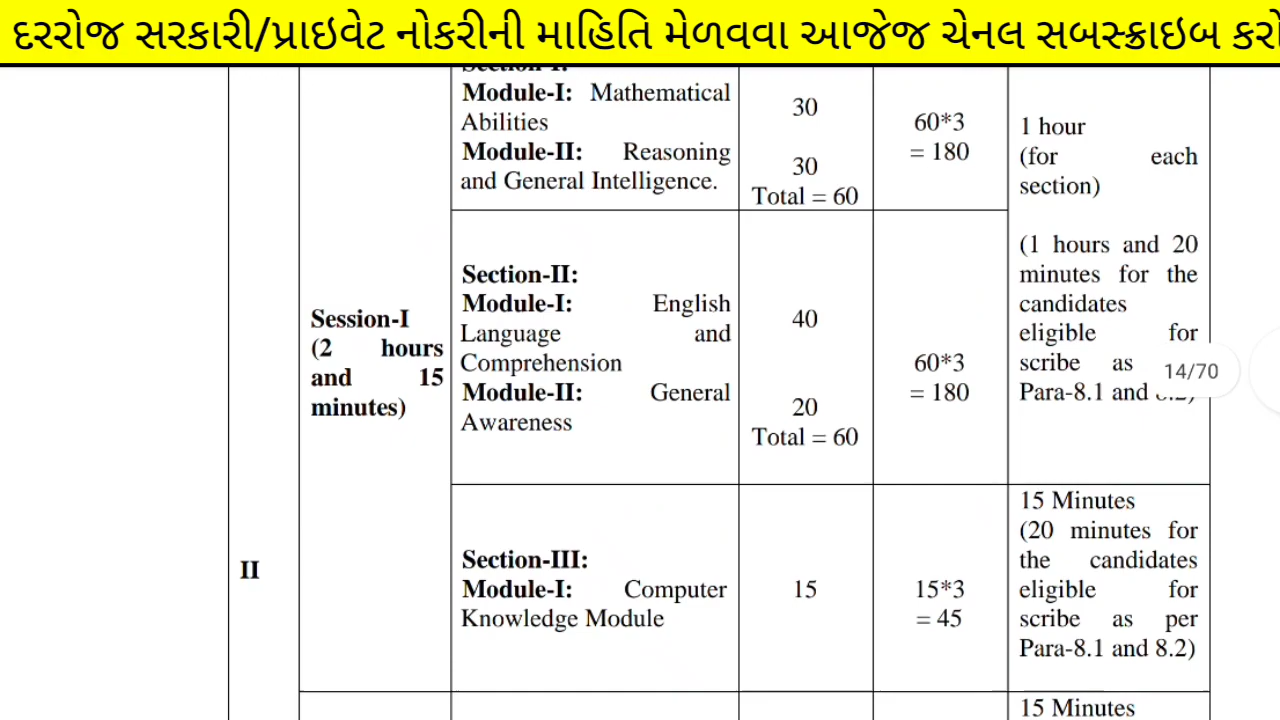 દરરોજ સરકારી/પ્રાઇવેટ નોકરીની માહિતિ મેળવવા આજેજ ચેનલ સબસ્ક્રાઇબ કરો
Module-I: Mathematical
Abilities
Module-II: Reasoning
and General Intelligence.
30
30
Total = 60
60*3
= 180
1 hour
(for each
section)
(1 hours and 20
minutes for the
candidates
eligible for
scribe as
Para-8.1 and
14/70
Session-I
(2 hours
and 15
minutes)
Section-II:
Module-I: English
Language and
Comprehension
Module-II: General
Awareness
40
20
Total = 60
60*3
= 180
II
Section-III:
Module-I: Computer
Knowledge Module
15
15*3
= 45
15 Minutes
(20 minutes for
the candidates
eligible for
scribe as per
Para-8.1 and 8.2)
15 Minutes